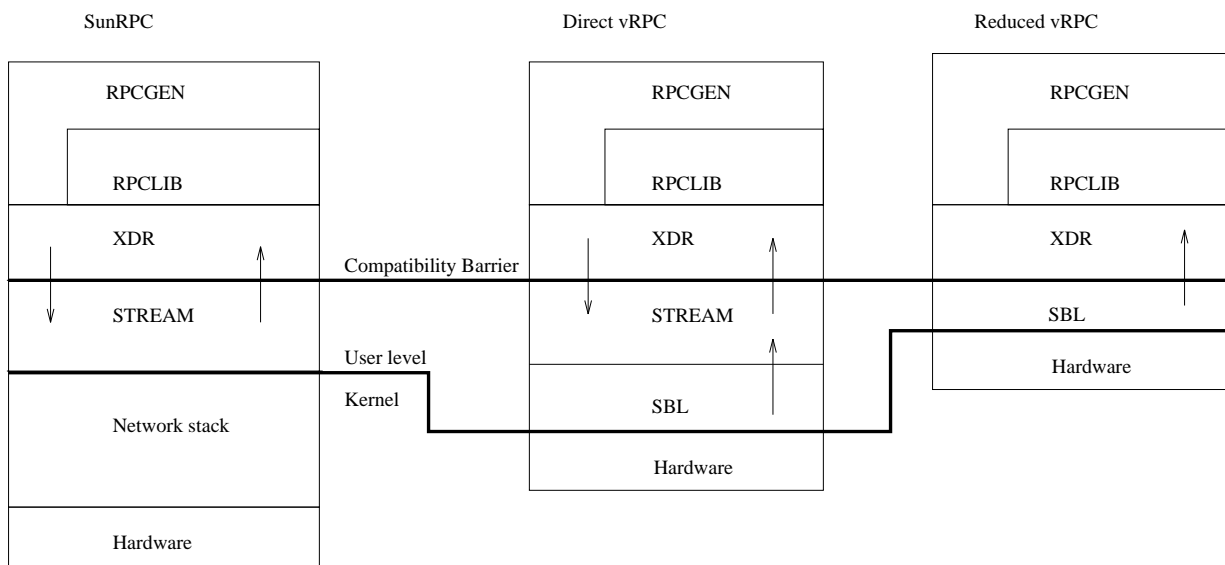 SunRPC
Direct vRPC
Reduced vRPC
RPCGEN
RPCGEN
RPCGEN
RPCLIB
RPCLIB
RPCLIB
XDR
XDR
XDR
Compatibility Barrier
STREAM
STREAM
SBL
User level
Hardware
Kernel
SBL
Network stack
Hardware
Hardware